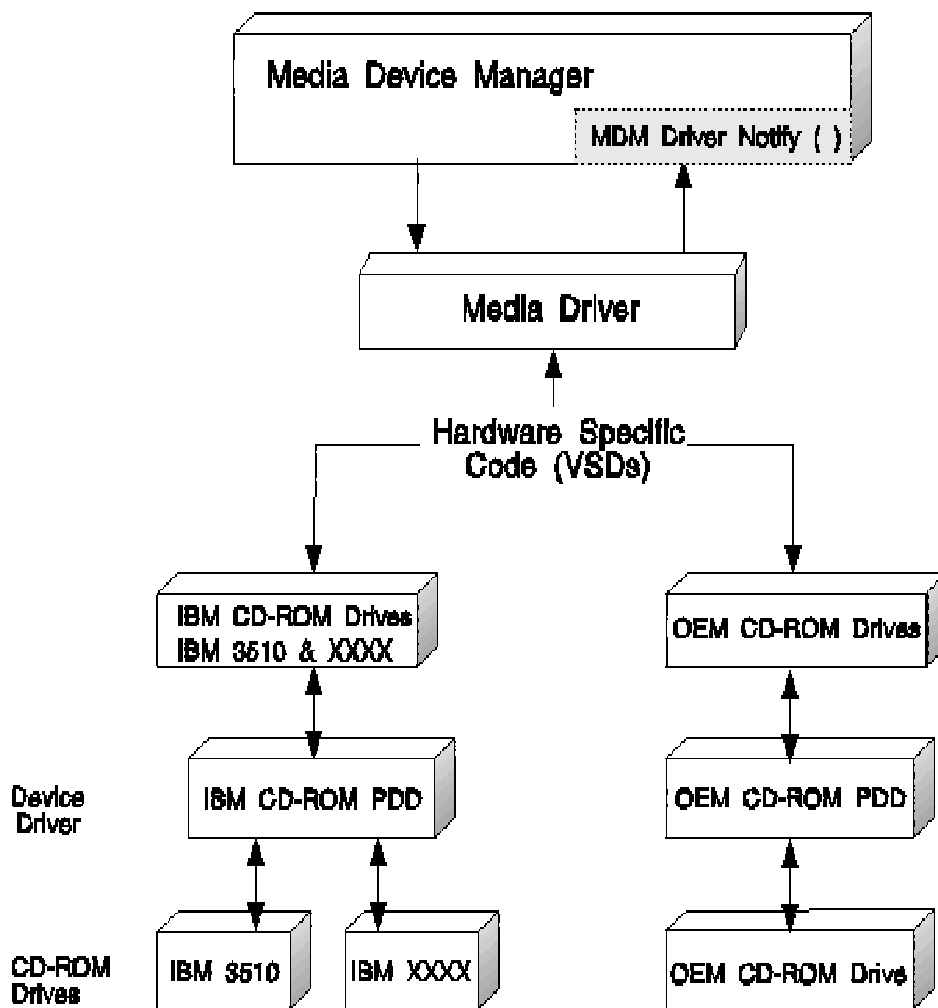 Media Device Manager
MDM Driver Notify ( )
Media Driver
Hardware Specific
Code (VSDs)
IBM CD-ROM Drives
IBM 3510 & XXXX
OEM CD-ROM Drives
Device
Driver
IBM CD-ROM PDD
OEM CD-ROM PDD
CD-ROM
Drives
IBM 3510
IBM XXXX
OEM CD-ROM Drive